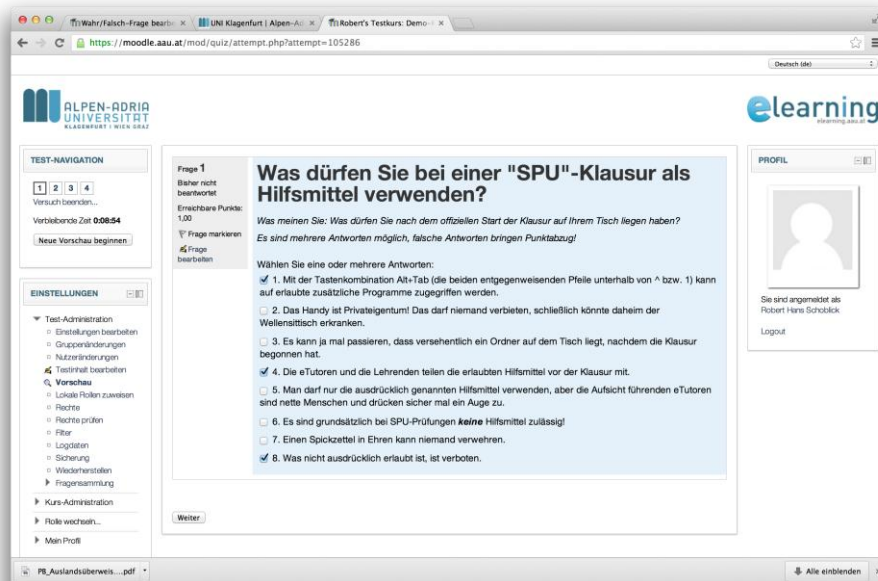 Wahr/Falsch-Frage bearb
UNI Klagenfurt | Alpen-Ad
Robert's Testkurs: Demo-
https://moodle.aau.at/mod/quiz/attempt.php?attempt=105286
Deutsch (de)
ALPEN-ADRIA
UNIVERSITÄT
KLAGENFURT | WIEN GRAZ
elearning
elearning.aau.at
TEST-NAVIGATION
1 2 3 4
Versuch beenden...
Verbleibende Zeit 0:08:54
Neue Vorschau beginnen
EINSTELLUNGEN
Test-Administration
Einstellungen bearbeiten
Gruppenänderungen
Nutzeränderungen
Testinhalt bearbeiten
Vorschau
Lokale Rollen zuweisen
Rechte
Rechte prüfen
Filter
Logdaten
Sicherung
Wiederherstellen
Fragensammlung
Kurs-Administration
Rolle wechseln...
Mein Profil
Frage 1
Bisher nicht
beantwortet
Erreichbare Punkte:
1,00
Frage markieren
Frage
bearbeiten
Was dürfen Sie bei einer "SPU"-Klausur als
Hilfsmittel verwenden?
Was meinen Sie: Was dürfen Sie nach dem offiziellen Start der Klausur auf Ihrem Tisch liegen haben?
Es sind mehrere Antworten möglich, falsche Antworten bringen Punktabzug!
Wählen Sie eine oder mehrere Antworten:
1. Mit der Tastenkombination Alt+Tab (die beiden entgegenweisenden Pfeile unterhalb von ^ bzw. 1) kann
auf erlaubte zusätzliche Programme zugegriffen werden.
2. Das Handy ist Privateigentum! Das darf niemand verbieten, schließlich könnte daheim der
Wellensittisch erkranken.
3. Es kann ja mal passieren, dass versehentlich ein Ordner auf dem Tisch liegt, nachdem die Klausur
begonnen hat.
4. Die eTutoren und die Lehrenden teilen die erlaubten Hilfsmittel vor der Klausur mit.
5. Man darf nur die ausdrücklich genannten Hilfsmittel verwenden, aber die Aufsicht führenden eTutoren
sind nette Menschen und drücken sicher mal ein Auge zu.
6. Es sind grundsätzlich bei SPU-Prüfungen keine Hilfsmittel zulässig!
7. Einen Spickzettel in Ehren kann niemand verwehren.
8. Was nicht ausdrücklich erlaubt ist, ist verboten.
Weiter
PROFIL
Sie sind angemeldet als
Robert Hans Schoblick
Logout
PB_Auslandsüberweis....pdf
Alle einblenden